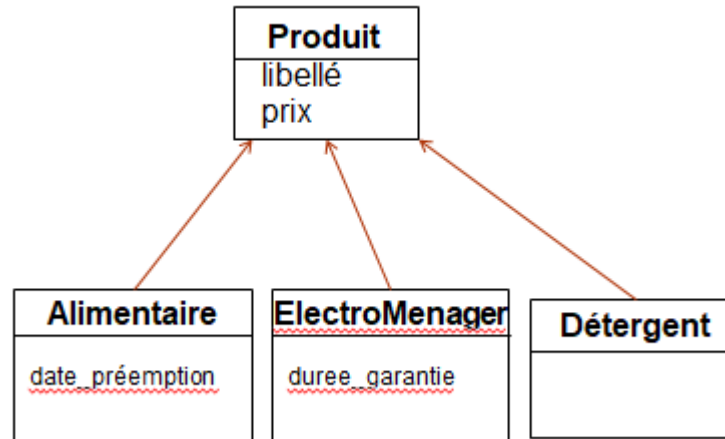 Produit
libellé
prix
Alimentaire
date_préemption
ElectroMenager
duree_garantie
Détergent